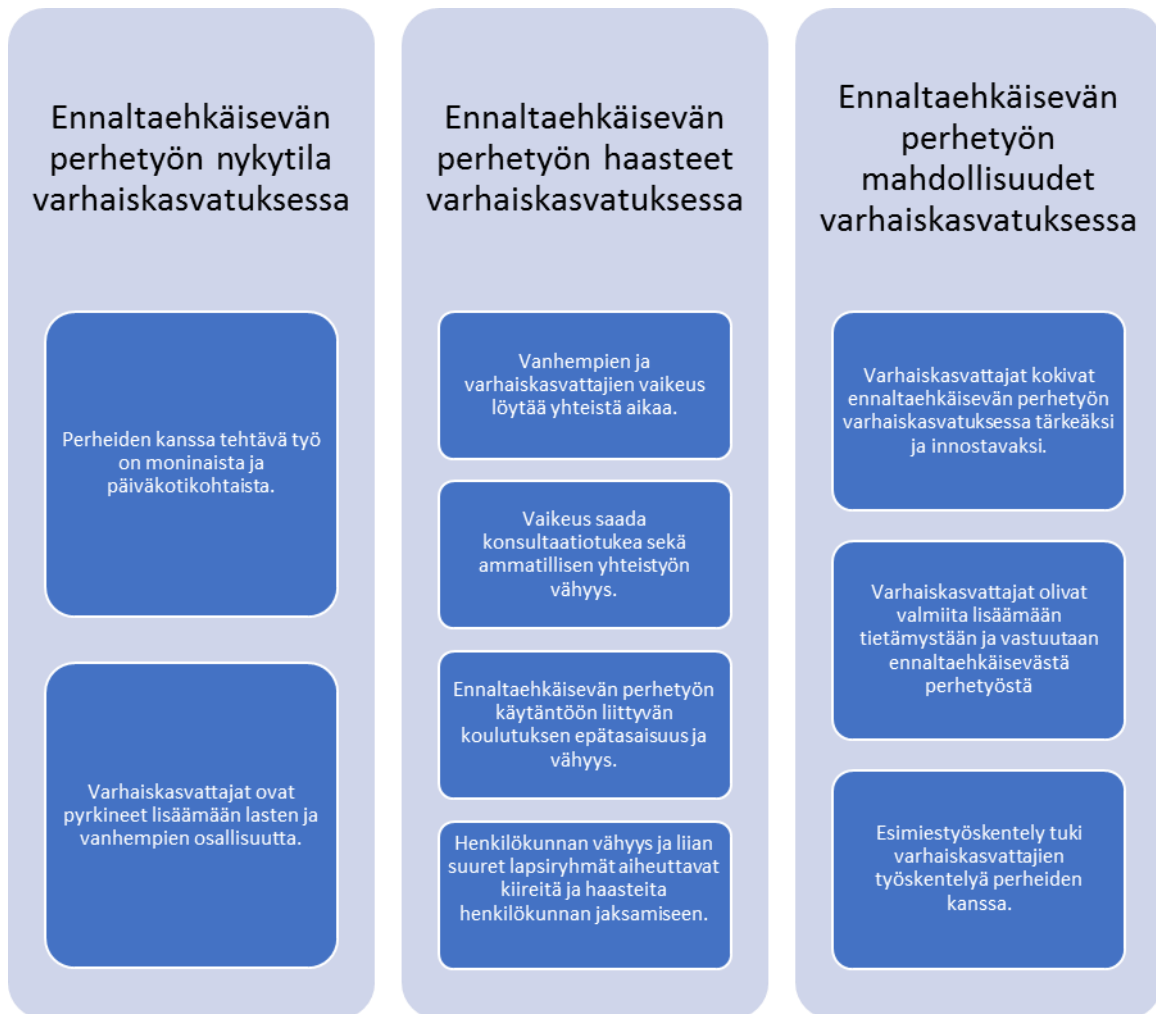 Ennaltaehkäisevän
perhetyön nykytila
varhaiskasvatuksessa
Perheiden kanssa tehtävä työ
on moninaista ja
päiväkotikohtaista.
Varhaiskasvattajat ovat
pyrkineet lisäämään lasten ja
vanhempien osallisuutta.
Ennaltaehkäisevän
perhetyön haasteet
varhaiskasvatuksessa
Vanhempien ja
varhaiskasvattajien vaikeus
löytää yhteistä aikaa.
Vaikeus saada
konsultaatiotukea sekä
ammatillisen yhteistyön
vähyys.
Ennaltaehkäisevän perhetyön
käytäntöön liittyvän
koulutuksen epätasaisuus ja
vähyys.
Henkilökunnan vähyys ja liian
suuret lapsiryhmät aiheuttavat
kiireitä ja haasteita
henkilökunnan jaksamiseen.
Ennaltaehkäisevän
perhetyön
mahdollisuudet
varhaiskasvatuksessa
Varhaiskasvattajat kokivat
ennaltaehkäisevän perhetyön
varhaiskasvatuksessa tärkeäksi
ja innostavaksi.
Varhaiskasvattajat olivat
valmiita lisäämään
tietämystään ja vastuutaan
ennaltaehkäisevästä
perhetyöstä
Esimiestyöskentely tuki
varhaiskasvattajien
työskentelyä perheiden
kanssa.